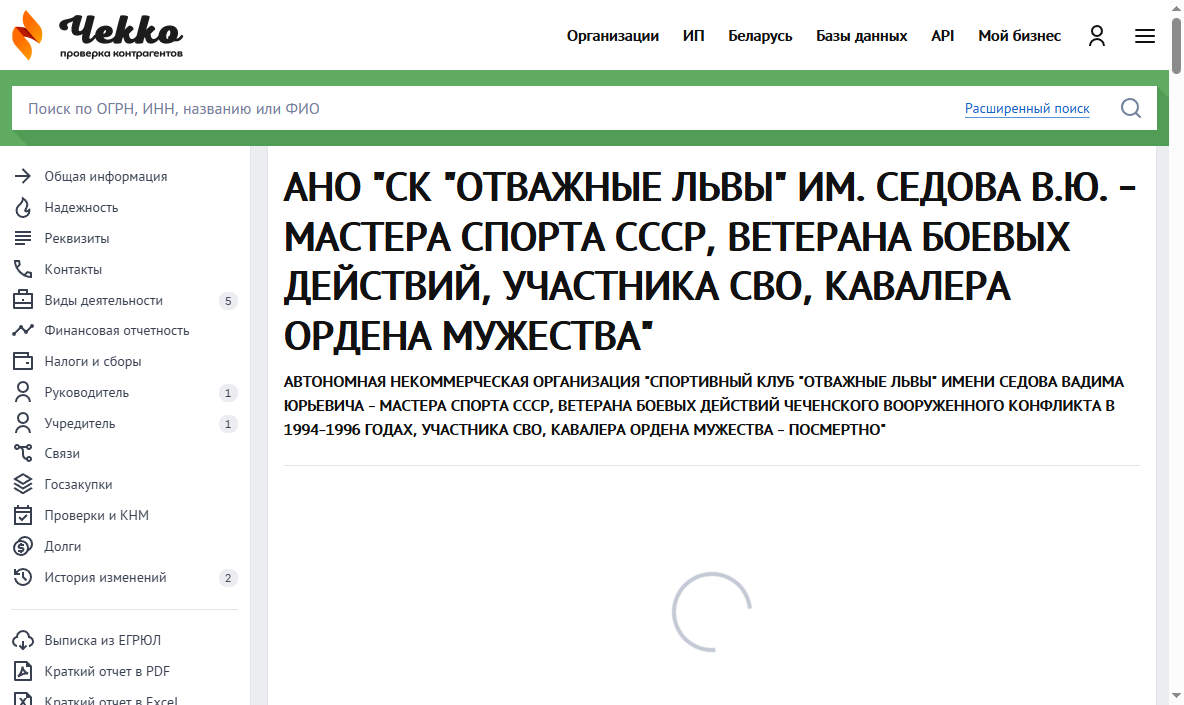 Чекко
проверка контрагентов
Организации ИП Беларусь Базы данных API Мой бизнес
Поиск по ОГРН, ИНН, названию или ФИО Расширенный поиск
Общая информация
Надежность
Реквизиты
Контакты
Виды деятельности 5
Финансовая отчетность
Налоги и сборы
Руководитель 1
Учредитель 1
Связи
Госзакупки
Проверки и КНМ
Долги
История изменений 2
Выписка из ЕГРЮЛ
Краткий отчет в PDF
Краткий отчет в Excel
АНО "СК "ОТВАЖНЫЕ ЛЬВЫ" ИМ. СЕДОВА В.Ю. –
МАСТЕРА СПОРТА СССР, ВЕТЕРАНА БОЕВЫХ
ДЕЙСТВИЙ, УЧАСТНИКА СВО, КАВАЛЕРА
ОРДЕНА МУЖЕСТВА"
АВТОНОМНАЯ НЕКОММЕРЧЕСКАЯ ОРГАНИЗАЦИЯ "СПОРТИВНЫЙ КЛУБ "ОТВАЖНЫЕ ЛЬВЫ" ИМЕНИ СЕДОВА ВАДИМА
ЮРЬЕВИЧА – МАСТЕРА СПОРТА СССР, ВЕТЕРАНА БОЕВЫХ ДЕЙСТВИЙ ЧЕЧЕНСКОГО ВООРУЖЕННОГО КОНФЛИКТА В
1994-1996 ГОДАХ, УЧАСТНИКА СВО, КАВАЛЕРА ОРДЕНА МУЖЕСТВА – ПОСМЕРТНО"